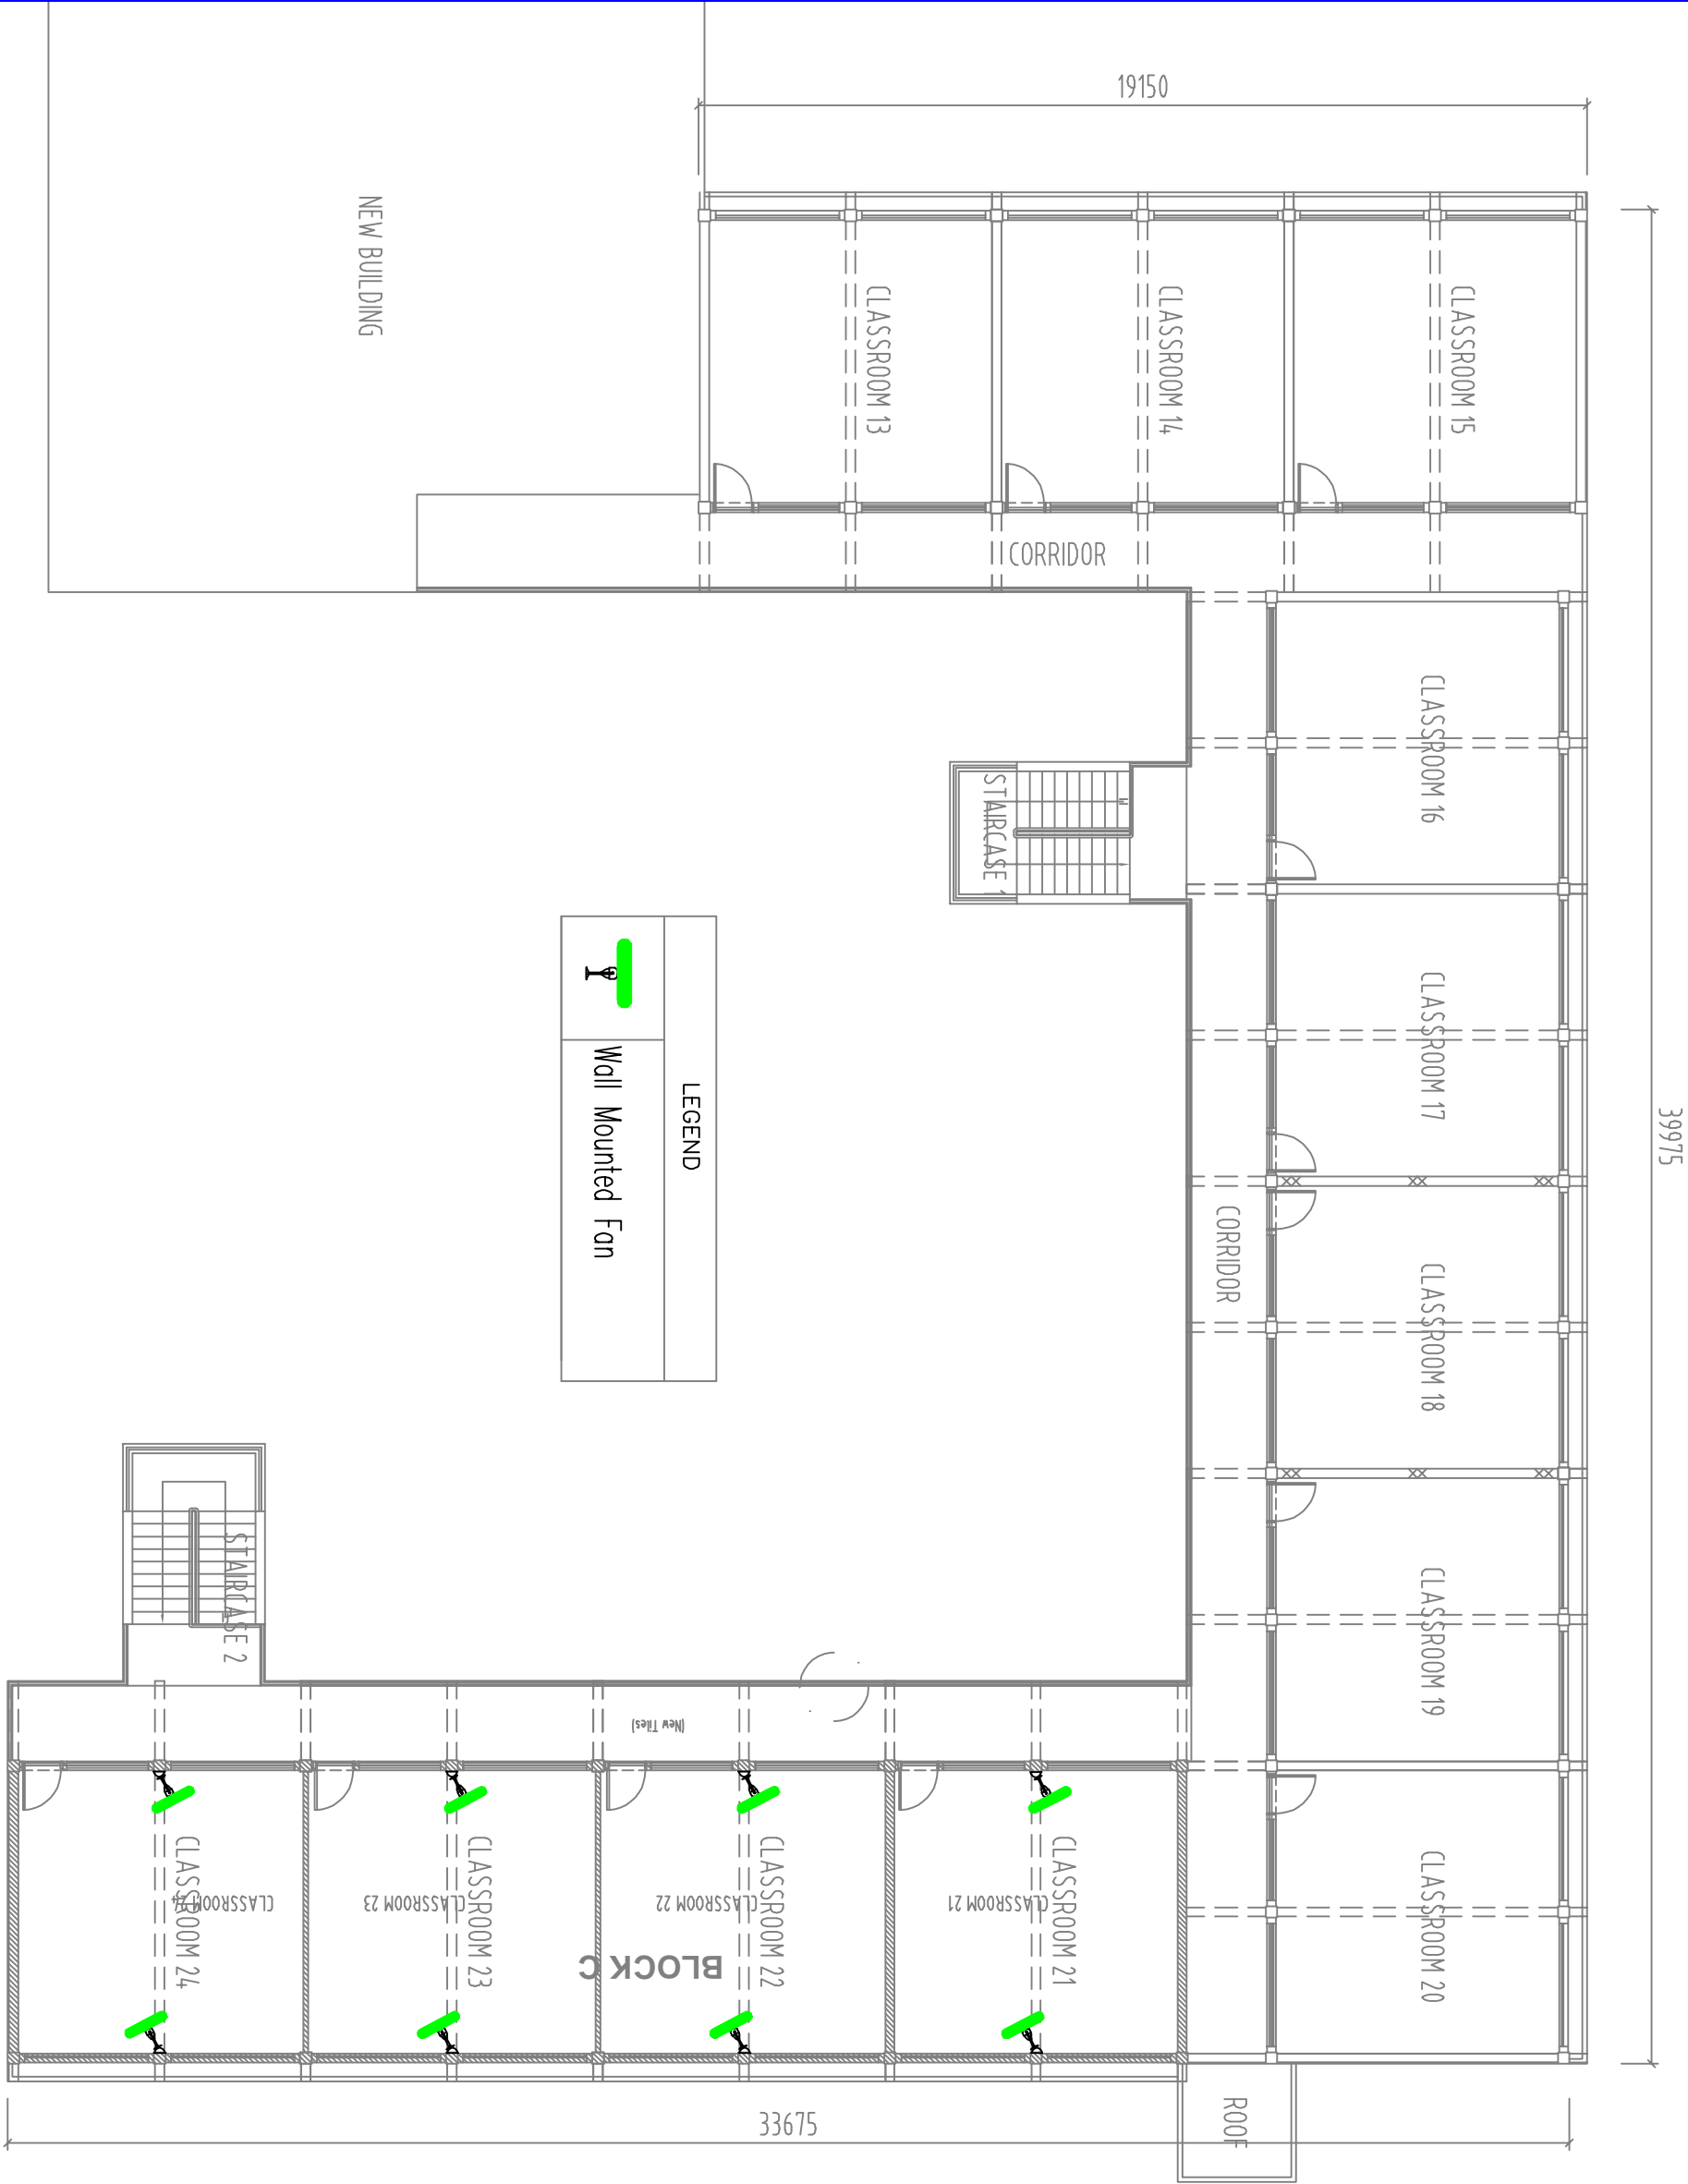 19150
NEW BUILDING
CLASSROOM 13
CLASSROOM 14
CLASSROOM 15
CORRIDOR
CLASSROOM 16
STAIRCASE 1
CLASSROOM 17
39975
LEGEND
Wall Mounted Fan
CORRIDOR
CLASSROOM 18
CLASSROOM 19
STAIRCASE 2
(New Tiles)
CLASSROOM 20
CLASSROOM 24
CLASSROOM 24
CLASSROOM 23
CLASSROOM 23
CLASSROOM 22
CLASSROOM 22
CLASSROOM 21
CLASSROOM 21
BLOCK C
33675
ROOF